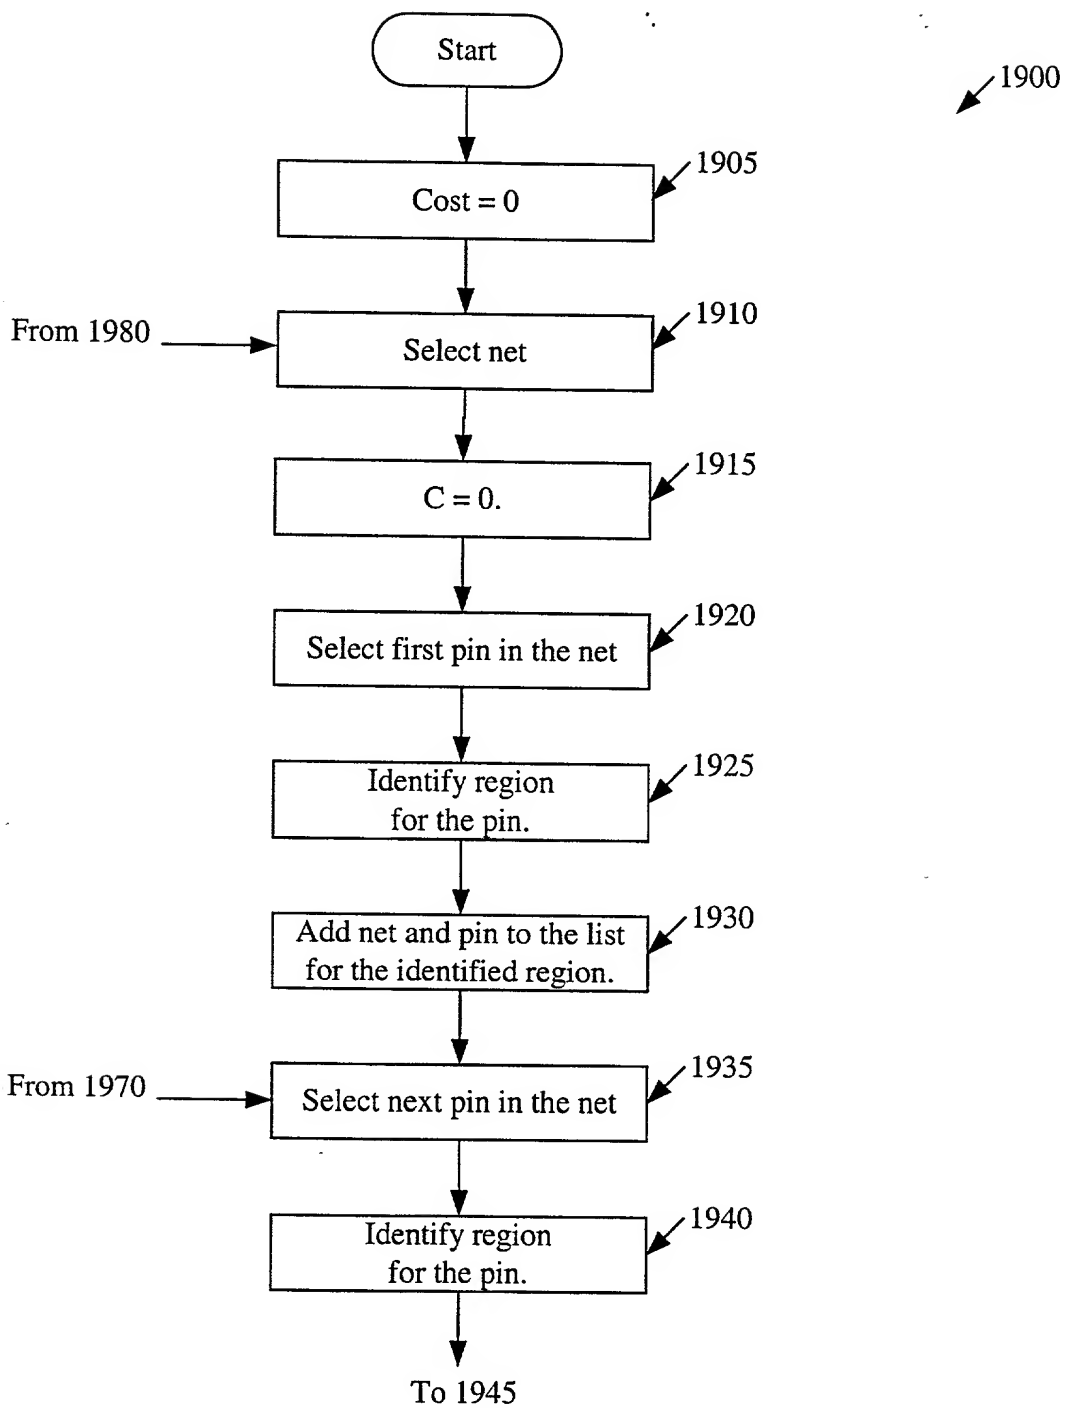 Start
1900
1905
Cost = 0
1910
From 1980
Select net
1915
C = 0.
1920
Select first pin in the net
1925
Identify region
for the pin.
1930
Add net and pin to the list
for the identified region.
1935
From 1970
Select next pin in the net
1940
Identify region
for the pin.
To 1945